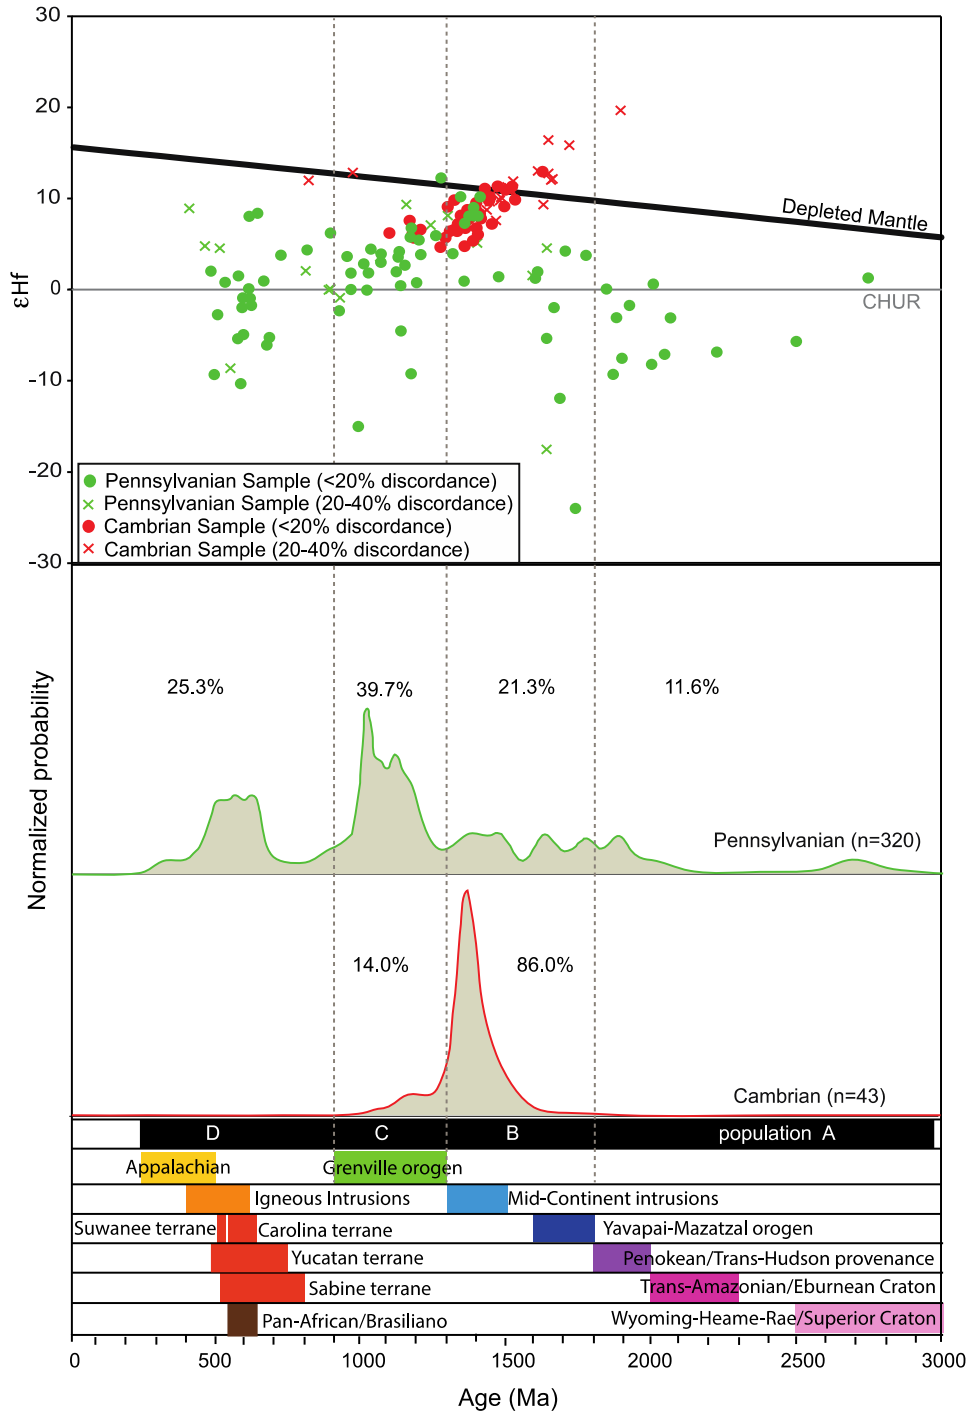 30
20
10
0
-10
-20
-30
εHf
Depleted Mantle
CHUR
Pennsylvanian Sample (<20% discordance)
Pennsylvanian Sample (20-40% discordance)
Cambrian Sample (<20% discordance)
Cambrian Sample (20-40% discordance)
Normalized probability
25.3%
39.7%
21.3%
11.6%
Pennsylvanian (n=320)
14.0%
86.0%
Cambrian (n=43)
D
C
B
population A
Appalachian
Grenville orogen
Igneous Intrusions
Mid-Continent intrusions
Suwanee terrane
Carolina terrane
Yavapai-Mazatzal orogen
Yucatan terrane
Penokean/Trans-Hudson provenance
Sabine terrane
Trans-Amazonian/Eburnean Craton
Pan-African/Brasiliano
Wyoming-Heame-Rae/Superior Craton
0
500
1000
1500
2000
2500
3000
Age (Ma)